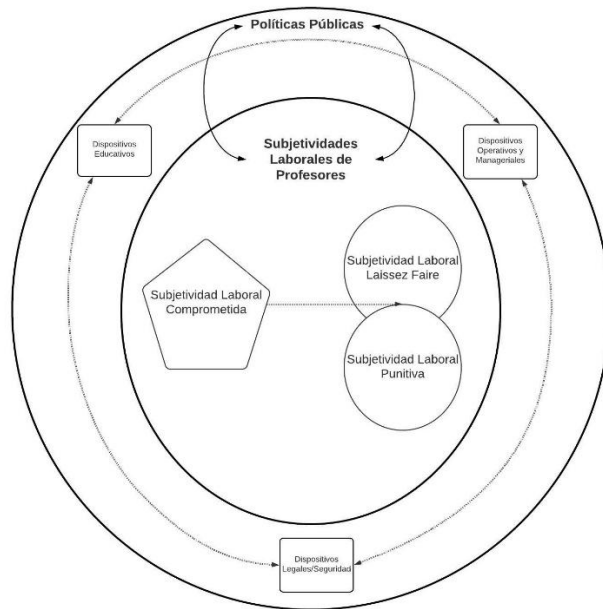 Políticas Públicas
Dispositivos
Educativos
Dispositivos
Operativos y
Manageriales
Subjetividades
Laborales de
Profesores
Subjetividad Laboral
Comprometida
Subjetividad Laboral
Laissez Faire
Subjetividad Laboral
Punitiva
Dispositivos
Legales/Seguridad